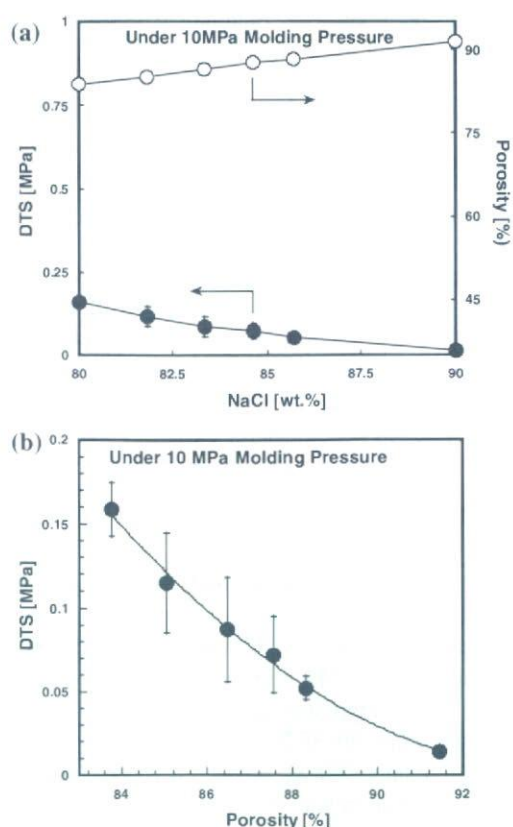 (a)
Under 10MPa Molding Pressure
1
0.75
0.5
0.25
0
DTS [MPa]
90
75
60
45
Porosity [%]
80
82.5
85
87.5
90
NaCl [wt.%]
(b)
Under 10 MPa Molding Pressure
0.2
0.15
0.1
0.05
0
DTS [MPa]
84
86
88
90
92
Porosity [%]